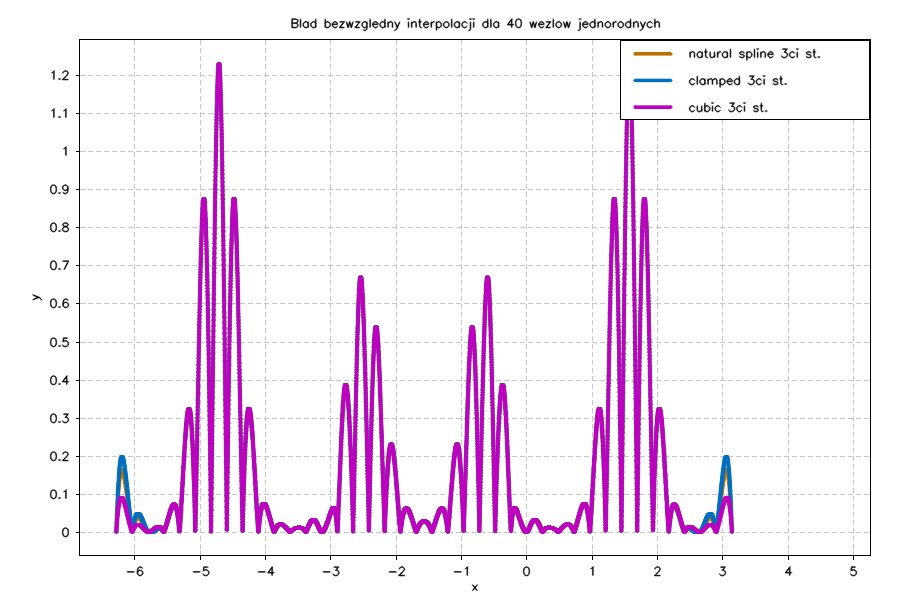 Blad bezwzgledny interpolacji dla 40 wezlow jednorodnych
natural spline 3ci st.
clamped 3ci st.
cubic 3ci st.
1.2
1.1
1
0.9
0.8
0.7
0.6
0.5
0.4
0.3
0.2
0.1
0
y
−6 −5 −4 −3 −2 −1 0 1 2 3 4 5
x